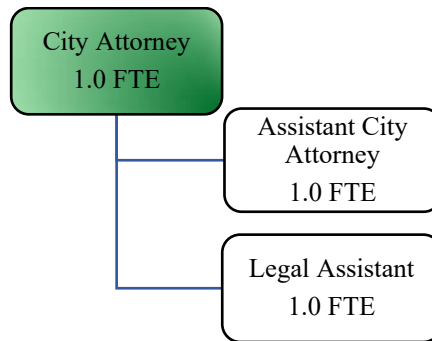 City Attorney
1.0 FTE
Assistant City
Attorney
1.0 FTE
Legal Assistant
1.0 FTE